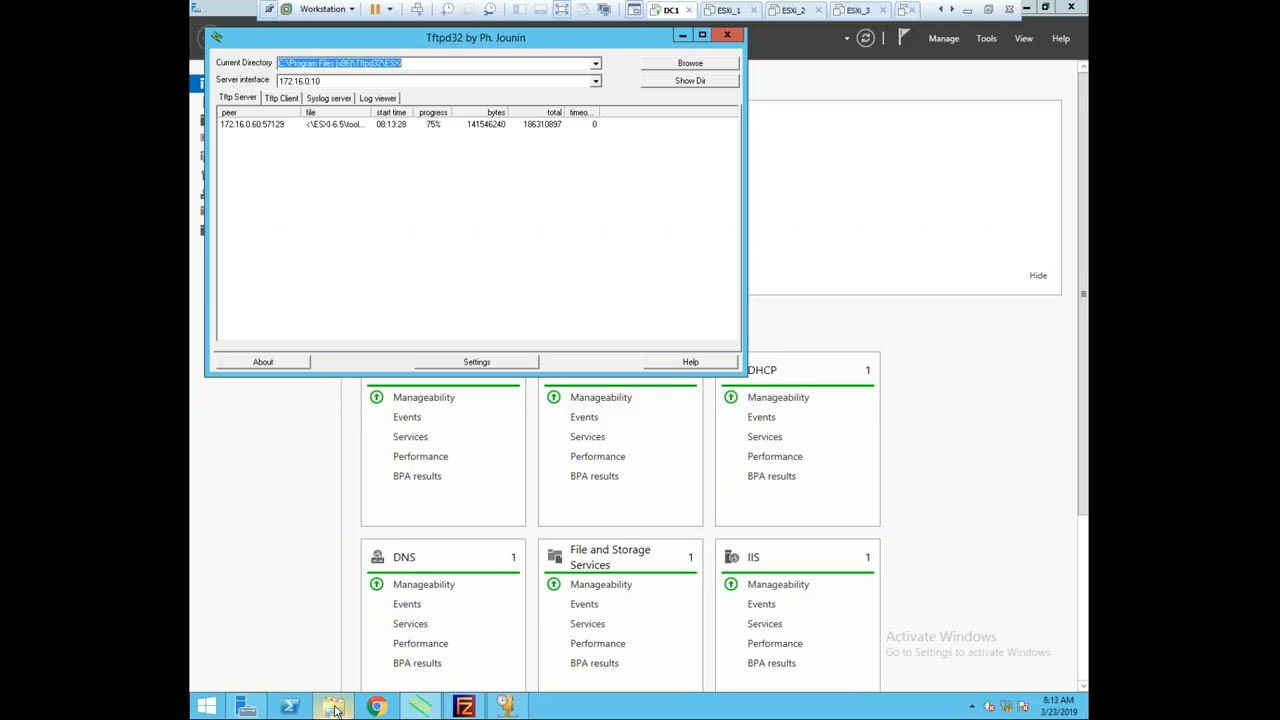 Workstation
DC1
ESXi_1
ESXi_2
ESXi_3
Tftpd32 by Ph. Jounin
Manage
Tools
View
Help
Current Directory
C:\Program Files (x86)\Tftpd32\ESXi
Browse
Server interface
172.16.0.10
Show Dir
Tftp Server
Tftp Client
Syslog server
Log viewer
peer file start time progress bytes total timeo...
172.16.0.60:57129 <\ESXI-6.5\tool... 08:13:28 75% 141546240 186310897 0
Hide
About
Settings
Help
DHCP 1
Manageability
Events
Services
Performance
BPA results
Manageability
Events
Services
Performance
BPA results
Manageability
Events
Services
Performance
BPA results
DNS 1
Manageability
Events
Services
Performance
BPA results
File and Storage
Services
1
Manageability
Events
Services
Performance
BPA results
IIS 1
Manageability
Events
Services
Performance
BPA results
Activate Windows
Go to Settings to activate Windows.
8:13 AM
3/23/2019